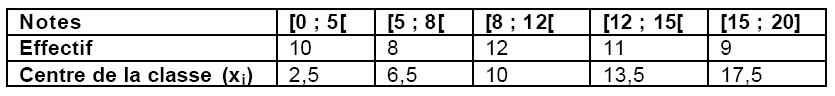 Notes [0 ; 5[ [5 ; 8[ [8 ; 12[ [12 ; 15[ [15 ; 20]
Effectif 10 8 12 11 9
Centre de la classe (xi) 2,5 6,5 10 13,5 17,5